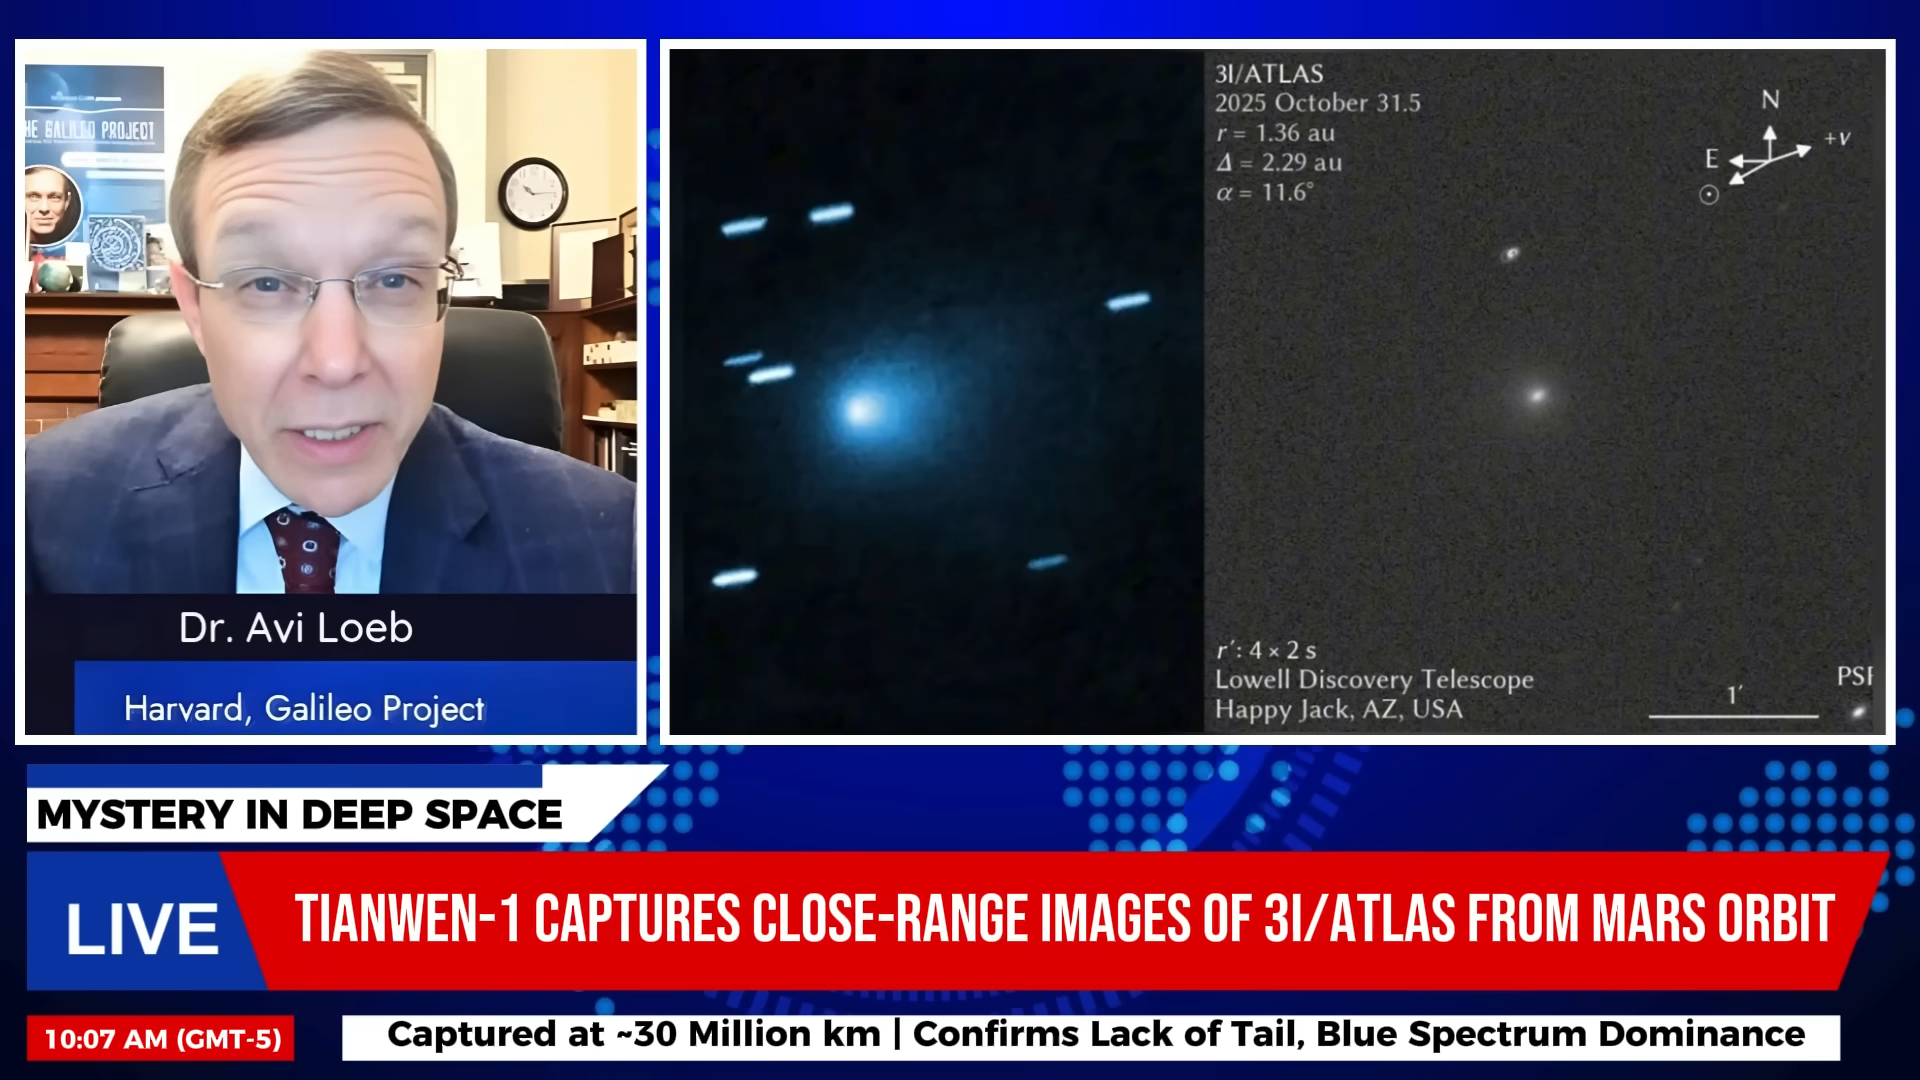 THE GALILEO PROJECT
Dr. Avi Loeb
Harvard, Galileo Project
3I/ATLAS
2025 October 31.5
r = 1.36 au
Δ = 2.29 au
α = 11.6°
N
+v
E
r′: 4 × 2 s
Lowell Discovery Telescope
Happy Jack, AZ, USA
1′
PSF
MYSTERY IN DEEP SPACE
LIVE
TIANWEN-1 CAPTURES CLOSE-RANGE IMAGES OF 3I/ATLAS FROM MARS ORBIT
10:07 AM (GMT-5)
Captured at ~30 Million km | Confirms Lack of Tail, Blue Spectrum Dominance